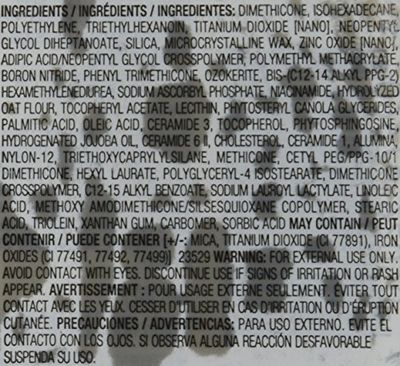 INGREDIENTS / INGRÉDIENTS / INGREDIENTES: DIMETHICONE, ISOHEXADECANE,
POLYETHYLENE, TRIETHYLHEXANOIN, TITANIUM DIOXIDE [NANO], NEOPENTYL
GLYCOL DIHEPTANOATE, SILICA, MICROCRYSTALLINE WAX, ZINC OXIDE [NANO],
ADIPIC ACID/NEOPENTYL GLYCOL CROSSPOLYMER, POLYMETHYL METHACRYLATE,
BORON NITRIDE, PHENYL TRIMETHICONE, OZOKERITE, BIS-(C12-14 ALKYL PPG-2)
HEXAMETHYLENEDIUREA, SODIUM ASCORBYL PHOSPHATE, NIACINAMIDE, HYDROLYZED
OAT FLOUR, TOCOPHERYL ACETATE, LECITHIN, PHYTOSTERYL CANOLA GLYCERIDES,
PALMITIC ACID, OLEIC ACID, CERAMIDE 3, TOCOPHEROL, PHYTOSPHINGOSINE,
HYDROGENATED JOJOBA OIL, CERAMIDE 6 II, CHOLESTEROL, CERAMIDE 1, ALUMINA,
NYLON-12, TRIETHOXYCAPRYLYLSILANE, METHICONE, CETYL PEG/PPG-10/1
DIMETHICONE, HEXYL LAURATE, POLYGLYCERYL-4 ISOSTEARATE, DIMETHICONE
CROSSPOLYMER, C12-15 ALKYL BENZOATE, SODIUM LAUROYL LACTYLATE, LINOLEIC
ACID, METHOXY AMODIMETHICONE/SILSESQUIOXANE COPOLYMER, STEARIC
ACID, TRIOLEIN, XANTHAN GUM, CARBOMER, SORBIC ACID MAY CONTAIN / PEUT
CONTENIR / PUEDE CONTENER [+/-: MICA, TITANIUM DIOXIDE (CI 77891), IRON
OXIDES (CI 77491, 77492, 77499)] 23529 WARNING: FOR EXTERNAL USE ONLY.
AVOID CONTACT WITH EYES. DISCONTINUE USE IF SIGNS OF IRRITATION OR RASH
APPEAR. AVERTISSEMENT : POUR USAGE EXTERNE SEULEMENT. ÉVITER TOUT
CONTACT AVEC LES YEUX. CESSER D'UTILISER EN CAS D'IRRITATION OU D'ÉRUPTION
CUTANÉE. PRECAUCIONES / ADVERTENCIAS: PARA USO EXTERNO. EVITE EL
CONTACTO CON LOS OJOS. SI OBSERVA ALGUNA REACCIÓN DESFAVORABLE
SUSPENDA SU USO.